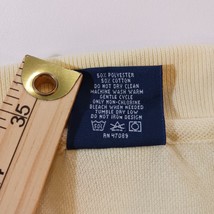 50% POLYESTER
50% COTTON
DO NOT DRY CLEAN
MACHINE WASH WARM
GENTLE CYCLE
ONLY NON-CHLORINE
BLEACH WHEN NEEDED
TUMBLE DRY LOW
DO NOT IRON DESIGN
RN 47089
35